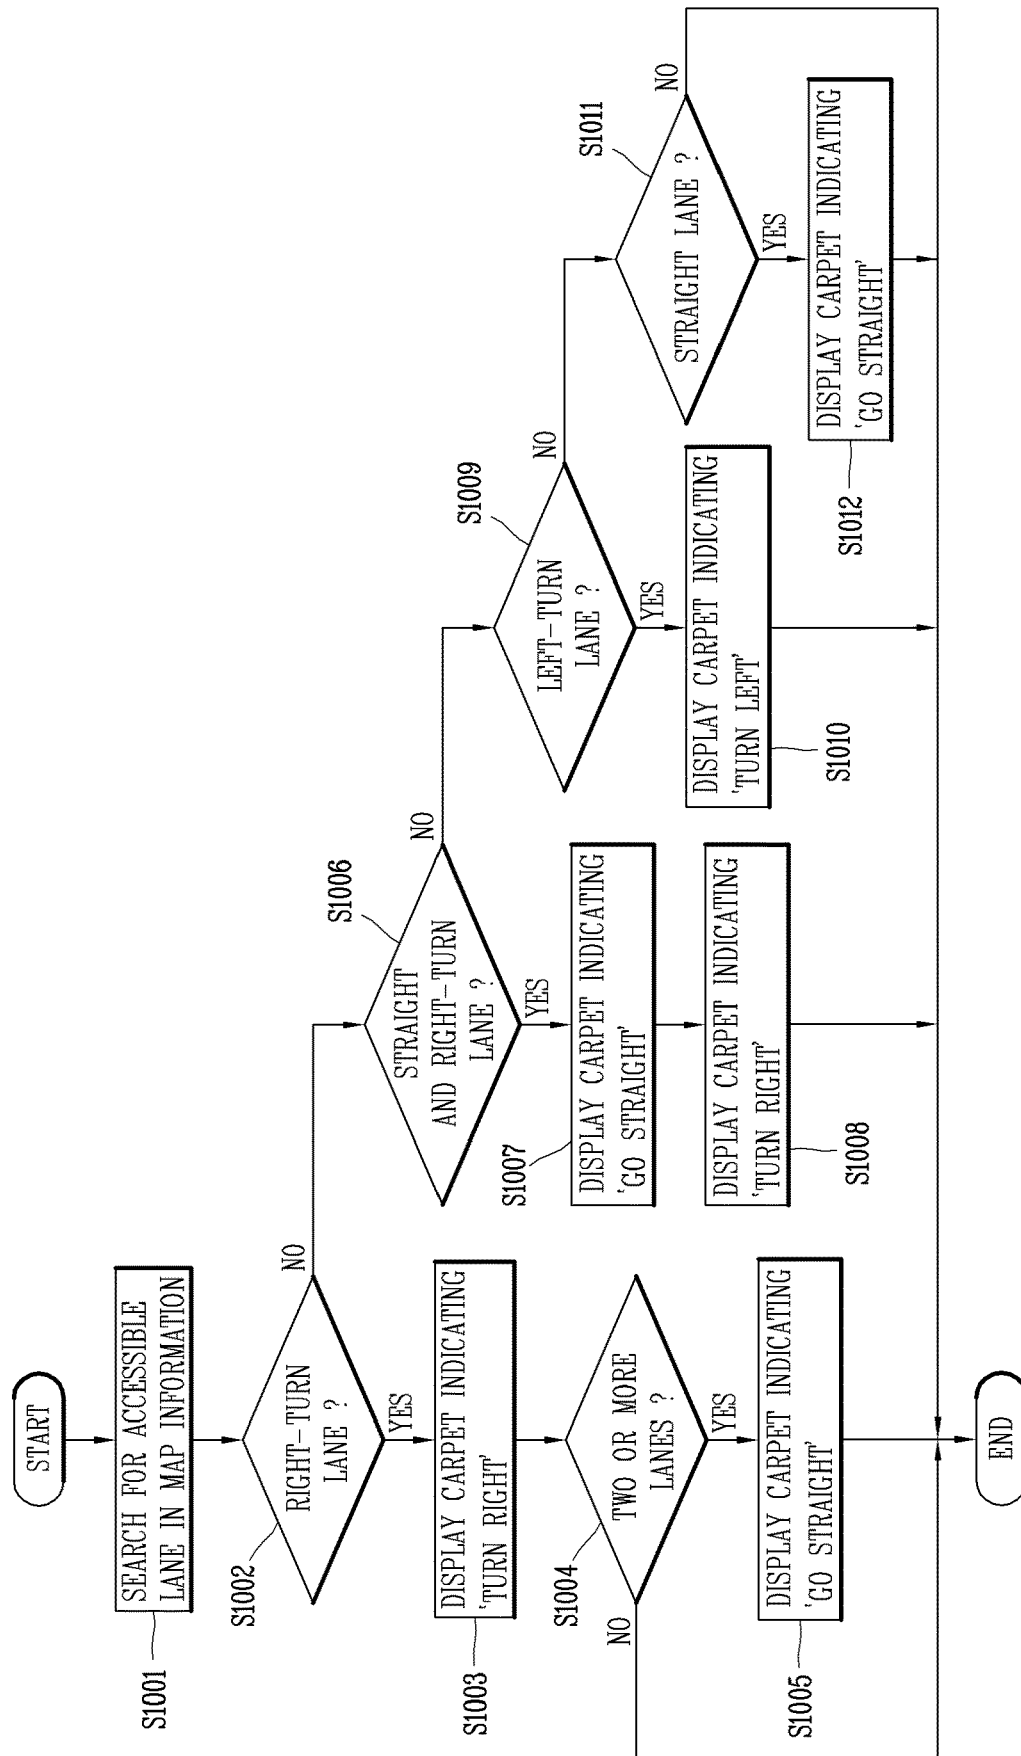 START
SEARCH FOR ACCESSIBLE
LANE IN MAP INFORMATION
S1001
RIGHT-TURN
LANE ?
S1002
NO
YES
DISPLAY CARPET INDICATING
'TURN RIGHT'
S1003
TWO OR MORE
LANES ?
S1004
NO
YES
DISPLAY CARPET INDICATING
'GO STRAIGHT'
S1005
STRAIGHT
AND RIGHT-TURN
LANE ?
S1006
NO
YES
DISPLAY CARPET INDICATING
'GO STRAIGHT'
S1007
DISPLAY CARPET INDICATING
'TURN RIGHT'
S1008
LEFT-TURN
LANE ?
S1009
NO
YES
DISPLAY CARPET INDICATING
'TURN LEFT'
S1010
STRAIGHT LANE ?
S1011
NO
YES
DISPLAY CARPET INDICATING
'GO STRAIGHT'
S1012
END